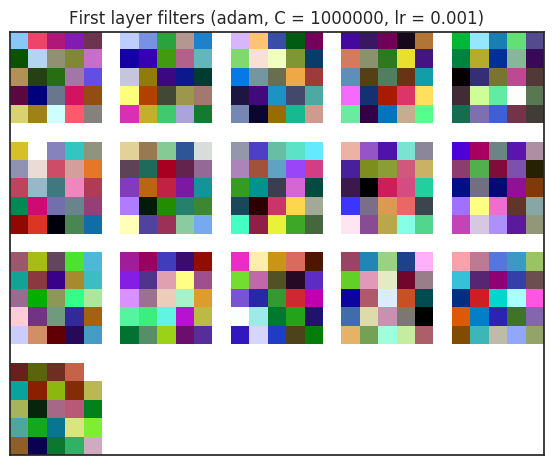 First layer filters (adam, C = 1000000, lr = 0.001)